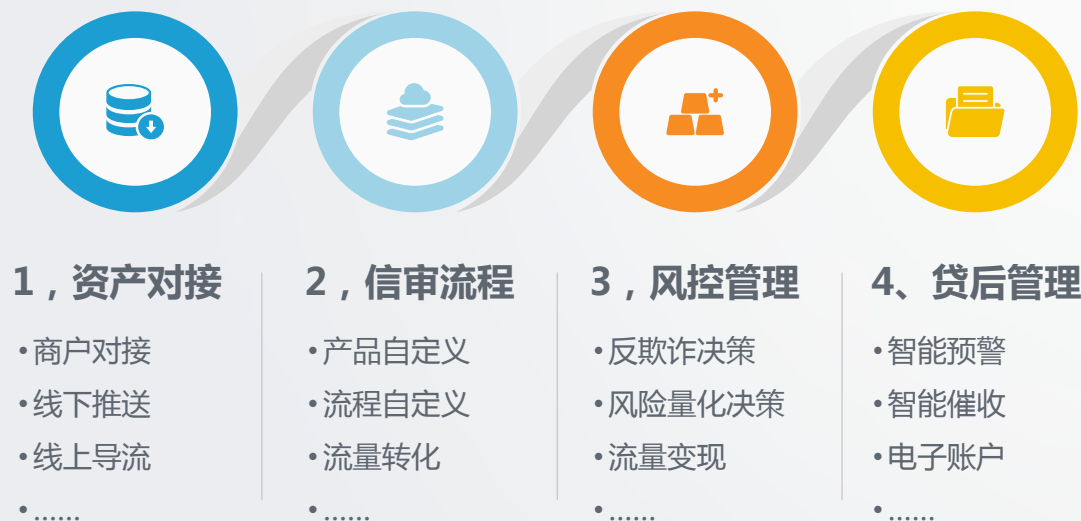 1，资产对接
•商户对接
•线下推送
•线上导流
•......
2，信审流程
•产品自定义
•流程自定义
•流量转化
•......
3，风控管理
•反欺诈决策
•风险量化决策
•流量变现
•......
4、贷后管理
•智能预警
•智能催收
•电子账户
•......